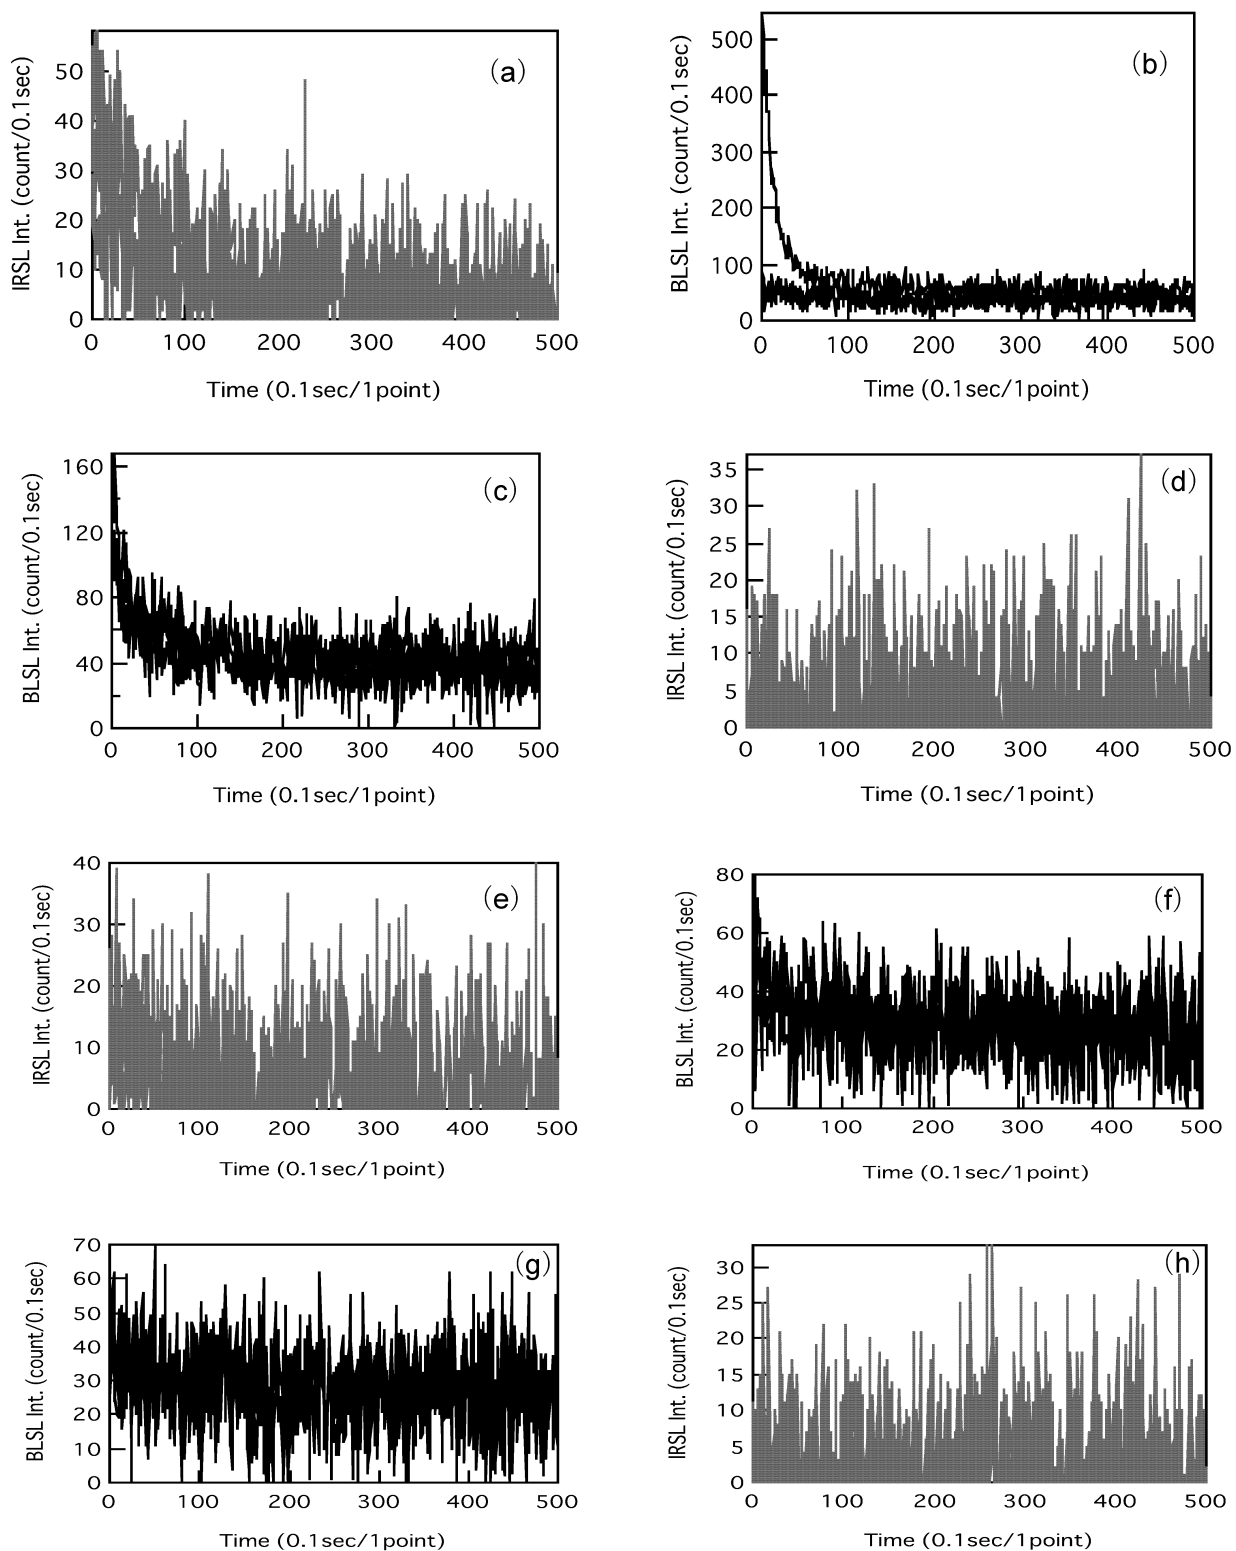 (a)
IRSL Int. (count/0.1sec)
50
40
30
20
10
0
0 100 200 300 400 500
Time (0.1sec/1point)
(b)
BLSL Int. (count/0.1sec)
500
400
300
200
100
0
0 100 200 300 400 500
Time (0.1sec/1point)
(c)
BLSL Int. (count/0.1sec)
160
120
80
40
0
0 100 200 300 400 500
Time (0.1sec/1point)
(d)
IRSL Int. (count/0.1sec)
35
30
25
20
15
10
5
0
0 100 200 300 400 500
Time (0.1sec/1point)
(e)
IRSL Int. (count/0.1sec)
40
30
20
10
0
0 100 200 300 400 500
Time (0.1sec/1point)
(f)
BLSL Int. (count/0.1sec)
80
60
40
20
0
0 100 200 300 400 500
Time (0.1sec/1point)
(g)
BLSL Int. (count/0.1sec)
70
60
50
40
30
20
10
0
0 100 200 300 400 500
Time (0.1sec/1point)
(h)
IRSL Int. (count/0.1sec)
30
25
20
15
10
5
0
0 100 200 300 400 500
Time (0.1sec/1point)